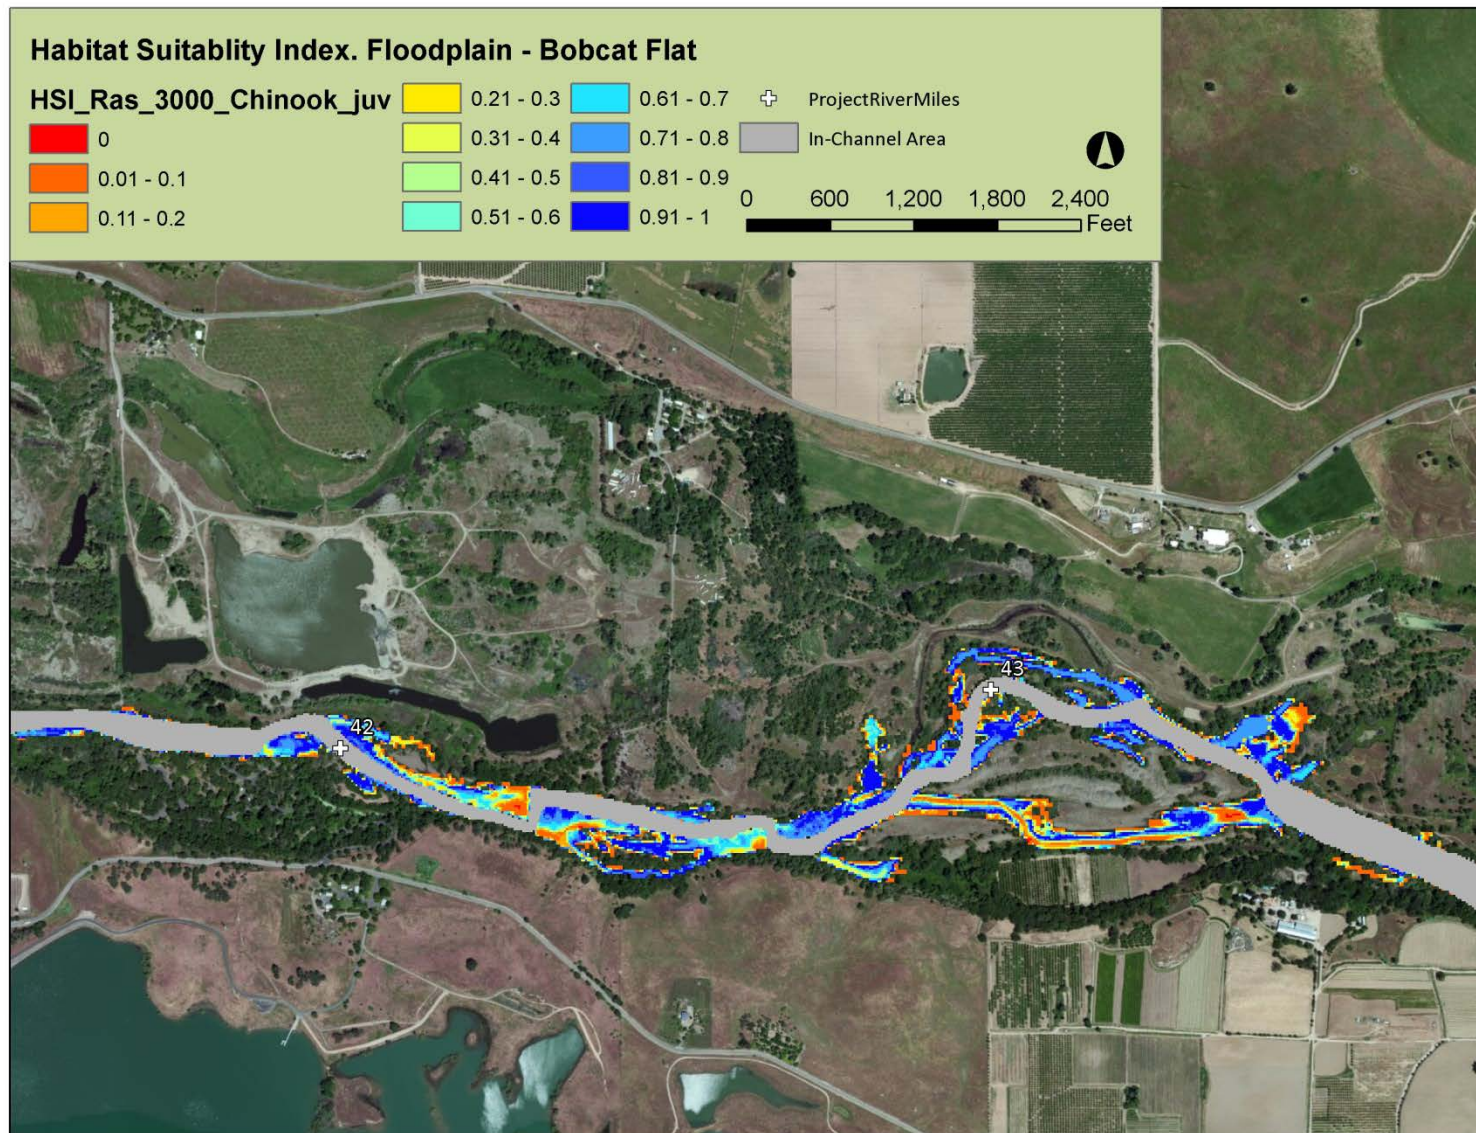 Habitat Suitablity Index. Floodplain - Bobcat Flat
HSI_Ras_3000_Chinook_juv
0
0.01 - 0.1
0.11 - 0.2
0.21 - 0.3
0.31 - 0.4
0.41 - 0.5
0.51 - 0.6
0.61 - 0.7
0.71 - 0.8
0.81 - 0.9
0.91 - 1
ProjectRiverMiles
In-Channel Area
0 600 1,200 1,800 2,400
Feet
43
42